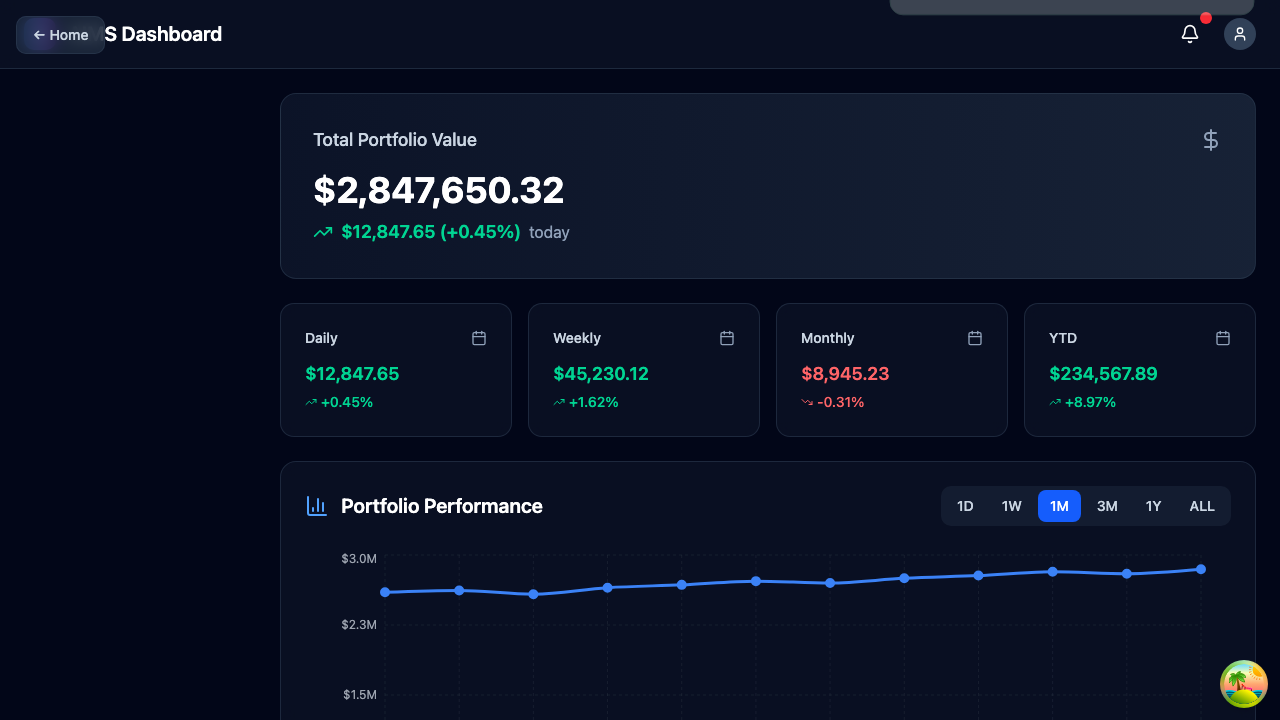 Home
S Dashboard
Total Portfolio Value
$2,847,650.32
$12,847.65 (+0.45%) today
Daily
$12,847.65
+0.45%
Weekly
$45,230.12
+1.62%
Monthly
$8,945.23
-0.31%
YTD
$234,567.89
+8.97%
Portfolio Performance
1D 1W 1M 3M 1Y ALL
$3.0M
$2.3M
$1.5M